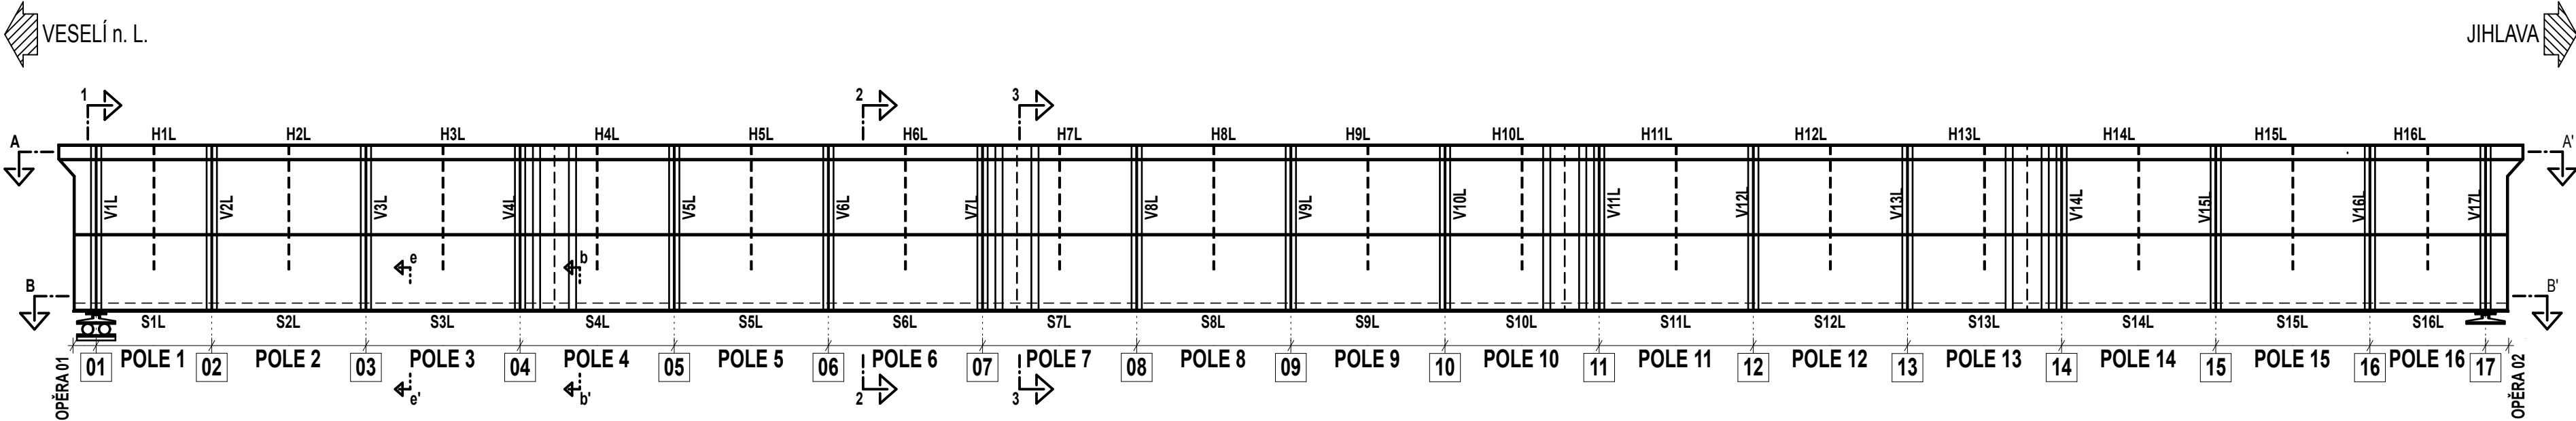 VESELÍ n. L.
JIHLAVA
1
2
3
A
H1L
H2L
H3L
H4L
H5L
H6L
H7L
H8L
H9L
H10L
H11L
H12L
H13L
H14L
H15L
H16L
A'
V1L
V2L
V3L
V4L
V5L
V6L
V7L
V8L
V9L
V10L
V11L
V12L
V13L
V14L
V15L
V16L
V17L
e
b
B
B'
S1L
S2L
S3L
S4L
S5L
S6L
S7L
S8L
S9L
S10L
S11L
S12L
S13L
S14L
S15L
S16L
OPĚRA 01
01
POLE 1
02
POLE 2
03
POLE 3
04
POLE 4
05
POLE 5
06
POLE 6
07
POLE 7
08
POLE 8
09
POLE 9
10
POLE 10
11
POLE 11
12
POLE 12
13
POLE 13
14
POLE 14
15
POLE 15
16
POLE 16
17
OPĚRA 02
e'
b'
2
3